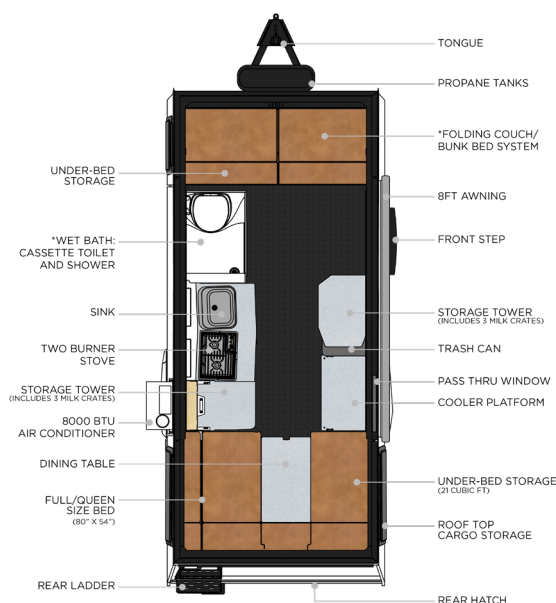 TONGUE
PROPANE TANKS
*FOLDING COUCH/
BUNK BED SYSTEM
UNDER-BED
STORAGE
8FT AWNING
*WET BATH:
CASSETTE TOILET
AND SHOWER
FRONT STEP
SINK
STORAGE TOWER
(INCLUDES 3 MILK CRATES)
TWO BURNER
STOVE
TRASH CAN
STORAGE TOWER
(INCLUDES 3 MILK CRATES)
PASS THRU WINDOW
COOLER PLATFORM
8000 BTU
AIR CONDITIONER
DINING TABLE
UNDER-BED STORAGE
(21 CUBIC FT)
FULL/QUEEN
SIZE BED
(80" X 54")
ROOF TOP
CARGO STORAGE
REAR LADDER
REAR HATCH